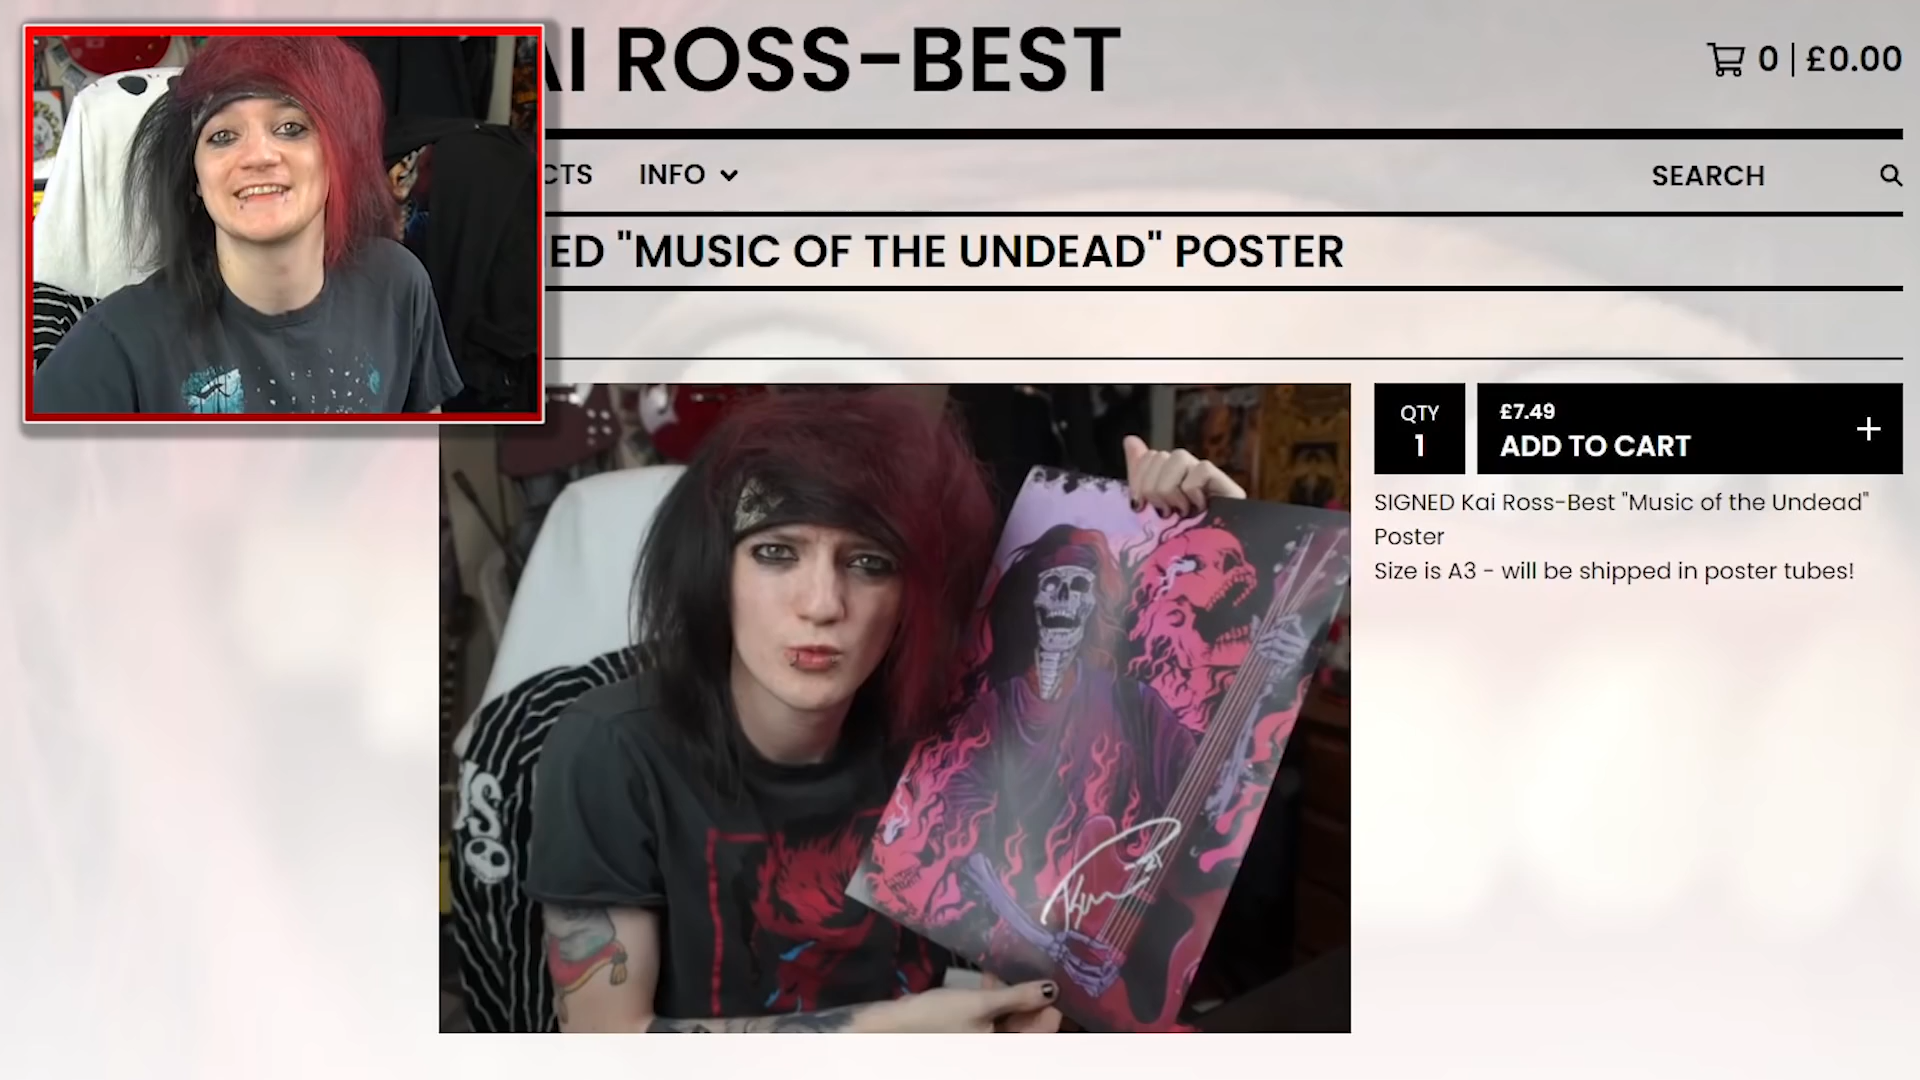 AI ROSS-BEST
0 | £0.00
CTS INFO
SEARCH
ED "MUSIC OF THE UNDEAD" POSTER
QTY
1
£7.49
ADD TO CART +
SIGNED Kai Ross-Best "Music of the Undead"
Poster
Size is A3 - will be shipped in poster tubes!